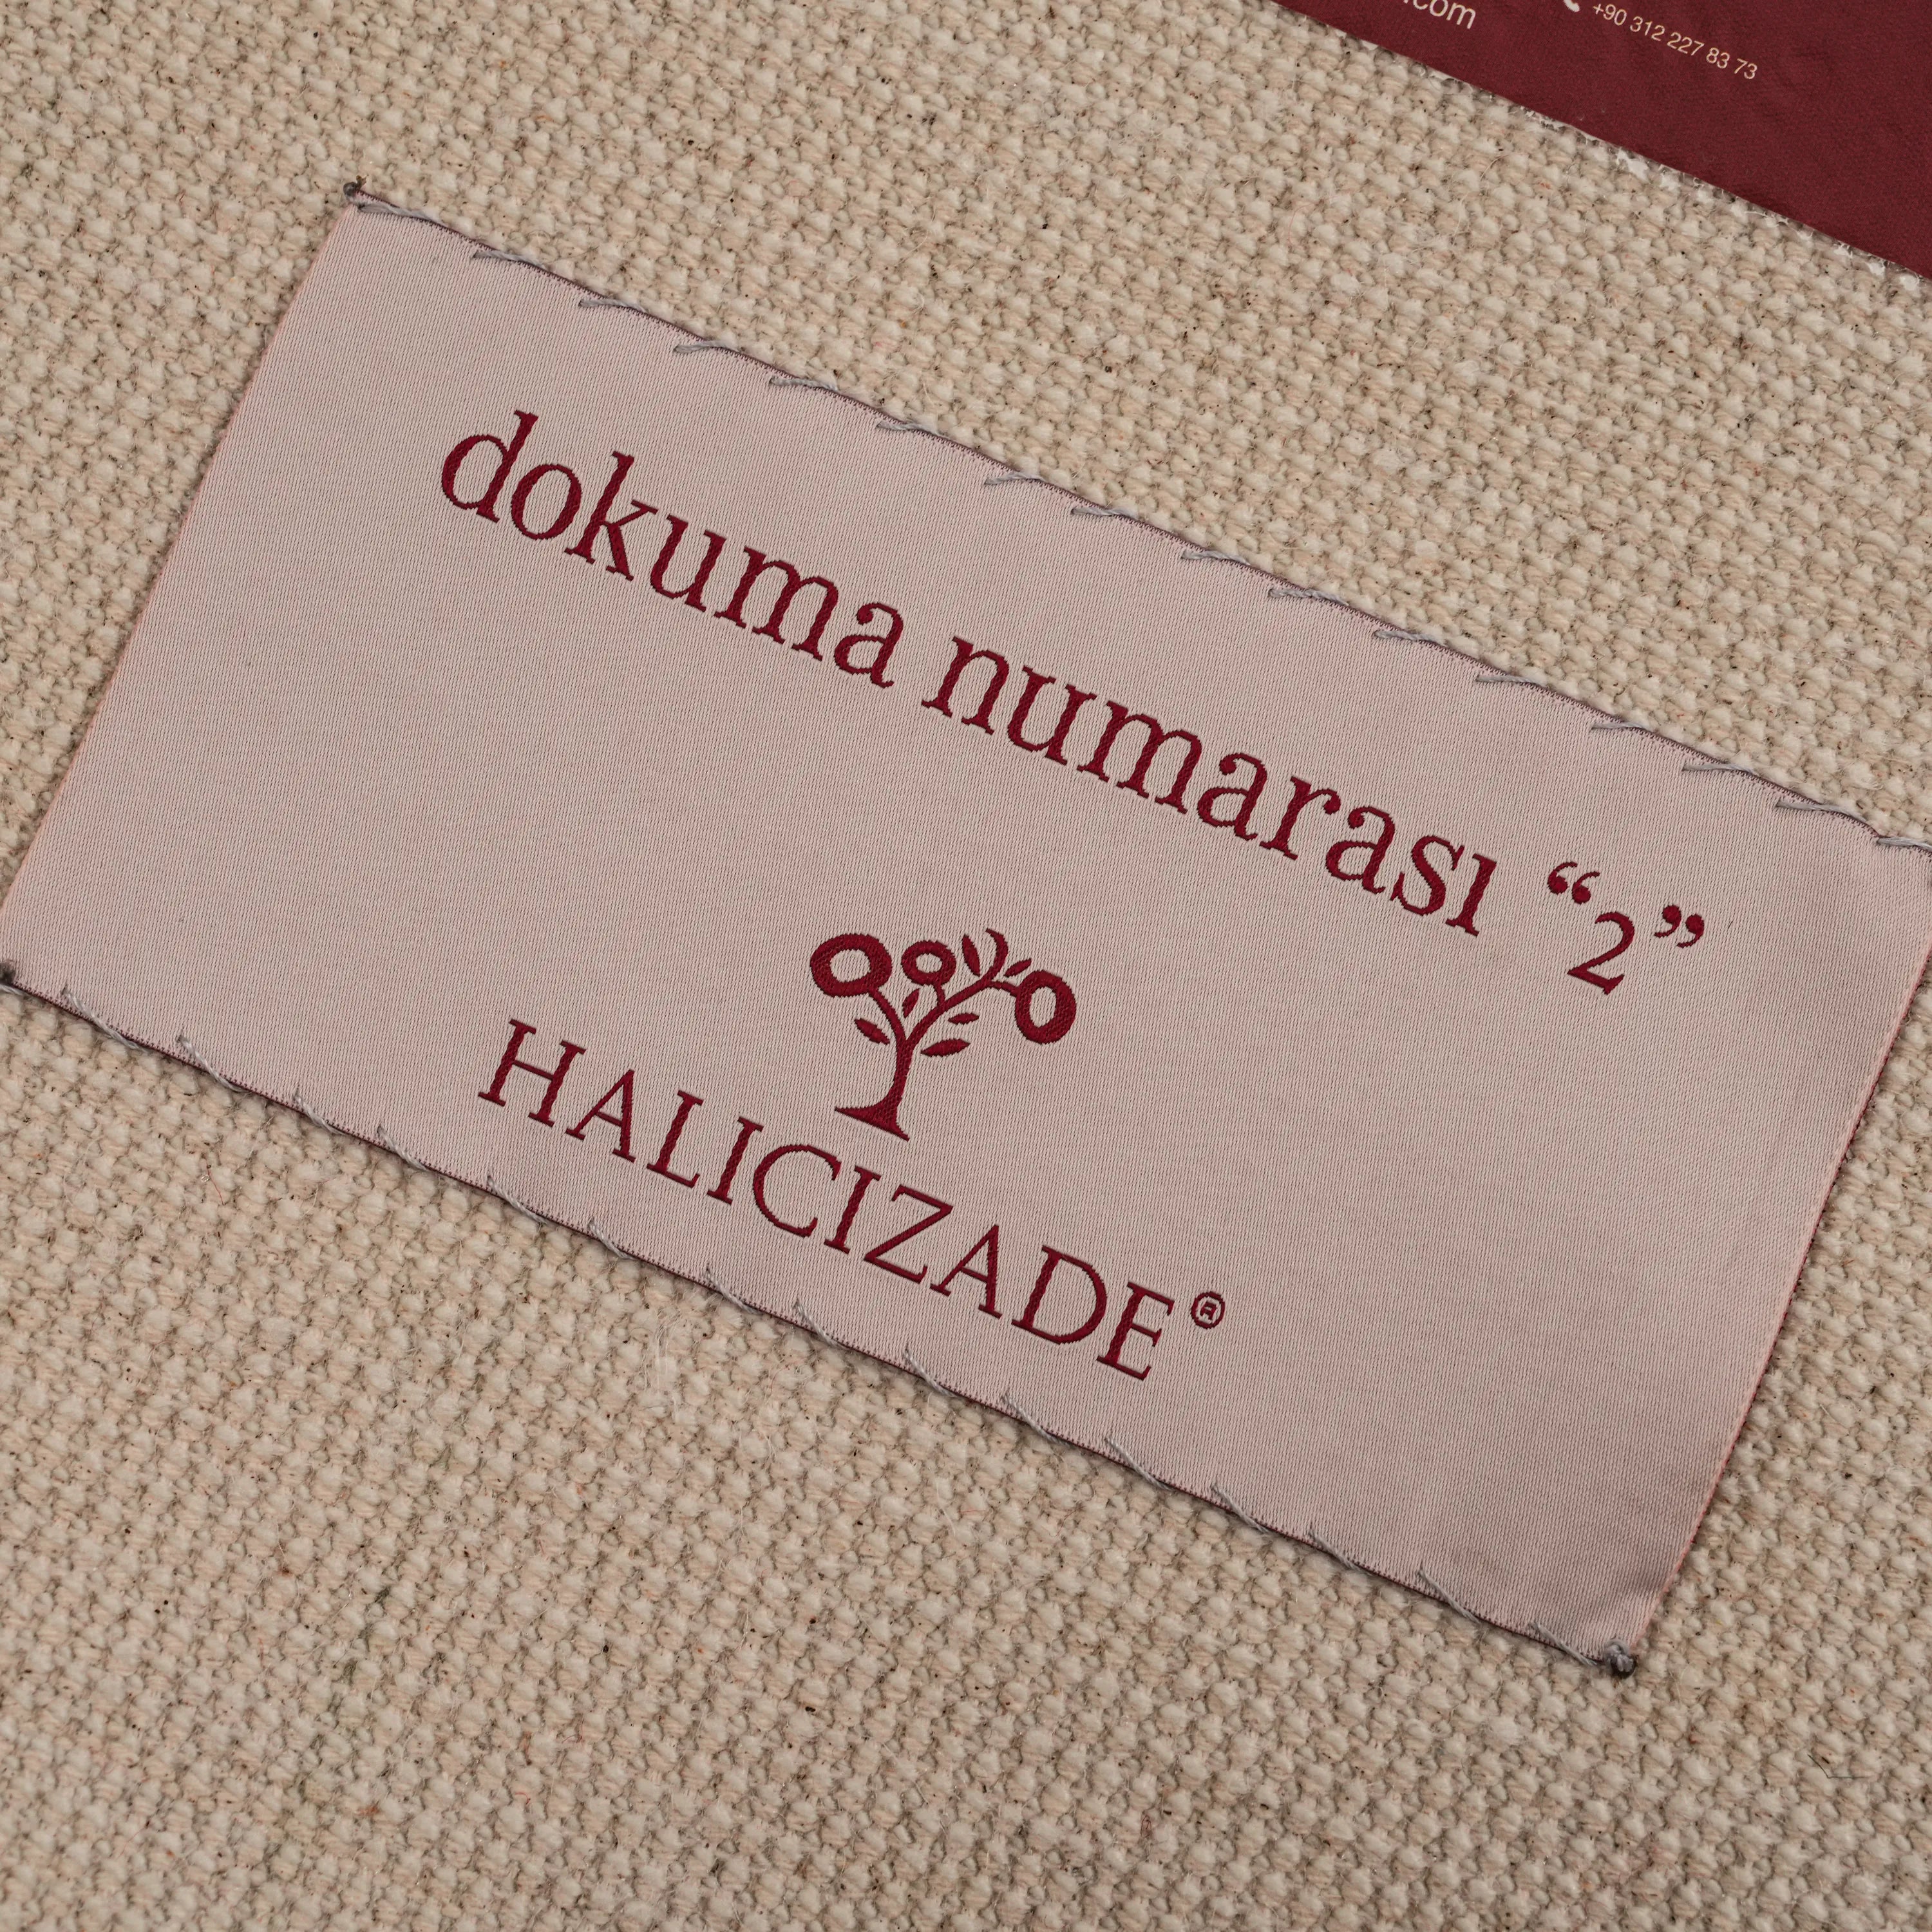 .com
+90 312 227 83 73
dokuma numarası “2”
HALICIZADE®